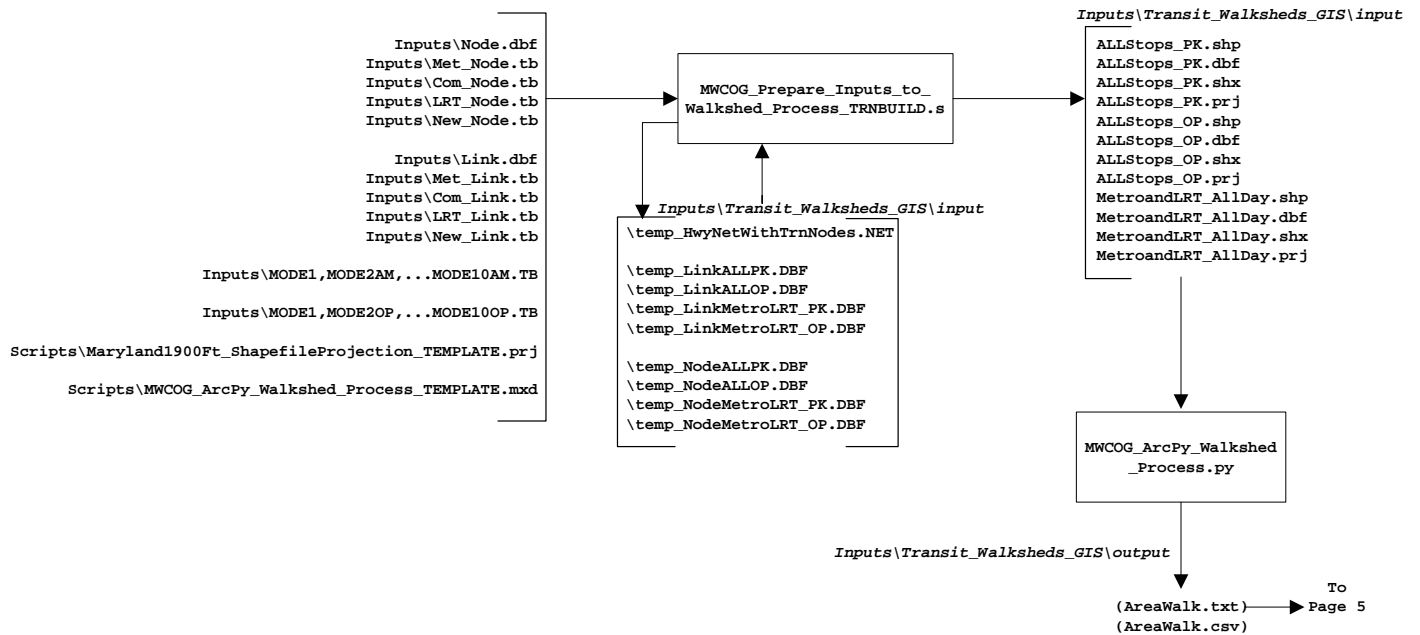 Inputs\Node.dbf
Inputs\Met_Node.tb
Inputs\Com_Node.tb
Inputs\LRT_Node.tb
Inputs\New_Node.tb
Inputs\Link.dbf
Inputs\Met_Link.tb
Inputs\Com_Link.tb
Inputs\LRT_Link.tb
Inputs\New_Link.tb
Inputs\MODE1,MODE2AM,...MODE10AM.TB
Inputs\MODE1,MODE2OP,...MODE10OP.TB
Scripts\Maryland1900Ft_ShapefileProjection_TEMPLATE.prj
Scripts\MWCOG_ArcPy_Walkshed_Process_TEMPLATE.mxd
MWCOG_Prepare_Inputs_to_
Walkshed_Process_TRNBUILD.s
Inputs\Transit_Walksheds_GIS\input
\temp_HwyNetWithTrnNodes.NET
\temp_LinkALLPK.DBF
\temp_LinkALLOP.DBF
\temp_LinkMetroLRT_PK.DBF
\temp_LinkMetroLRT_OP.DBF
\temp_NodeALLPK.DBF
\temp_NodeALLOP.DBF
\temp_NodeMetroLRT_PK.DBF
\temp_NodeMetroLRT_OP.DBF
Inputs\Transit_Walksheds_GIS\input
ALLStops_PK.shp
ALLStops_PK.dbf
ALLStops_PK.shx
ALLStops_PK.prj
ALLStops_OP.shp
ALLStops_OP.dbf
ALLStops_OP.shx
ALLStops_OP.prj
MetroandLRT_AllDay.shp
MetroandLRT_AllDay.dbf
MetroandLRT_AllDay.shx
MetroandLRT_AllDay.prj
MWCOG_ArcPy_Walkshed
_Process.py
Inputs\Transit_Walksheds_GIS\output
(AreaWalk.txt)
(AreaWalk.csv)
To
Page 5